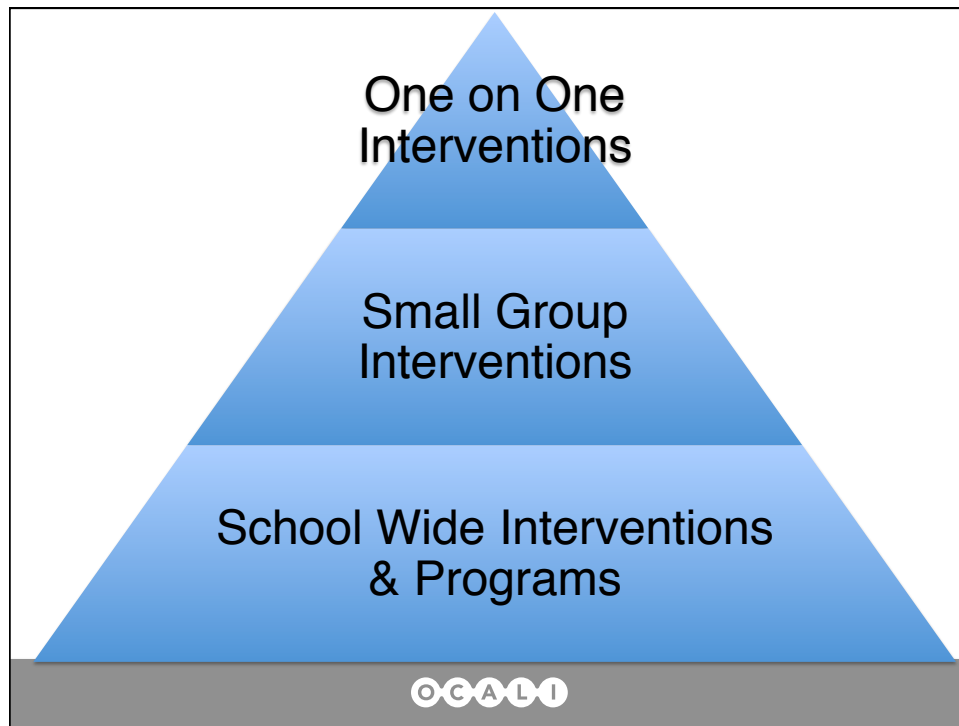 One on One
Interventions
Small Group
Interventions
School Wide Interventions
& Programs
OCALI